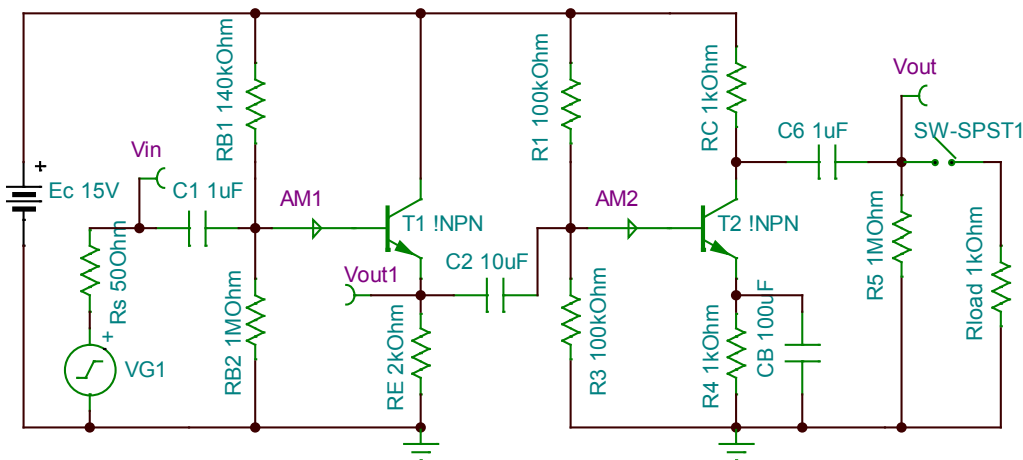 Ec 15V
Vin
Rs 50Ohm
VG1
C1 1uF
RB1 140kOhm
RB2 1MOhm
AM1
T1 !NPN
Vout1
RE 2kOhm
C2 10uF
R1 100kOhm
R3 100kOhm
AM2
RC 1kOhm
T2 !NPN
R4 1kOhm
CB 100uF
C6 1uF
Vout
SW-SPST1
R5 1MOhm
Rload 1kOhm
+
+